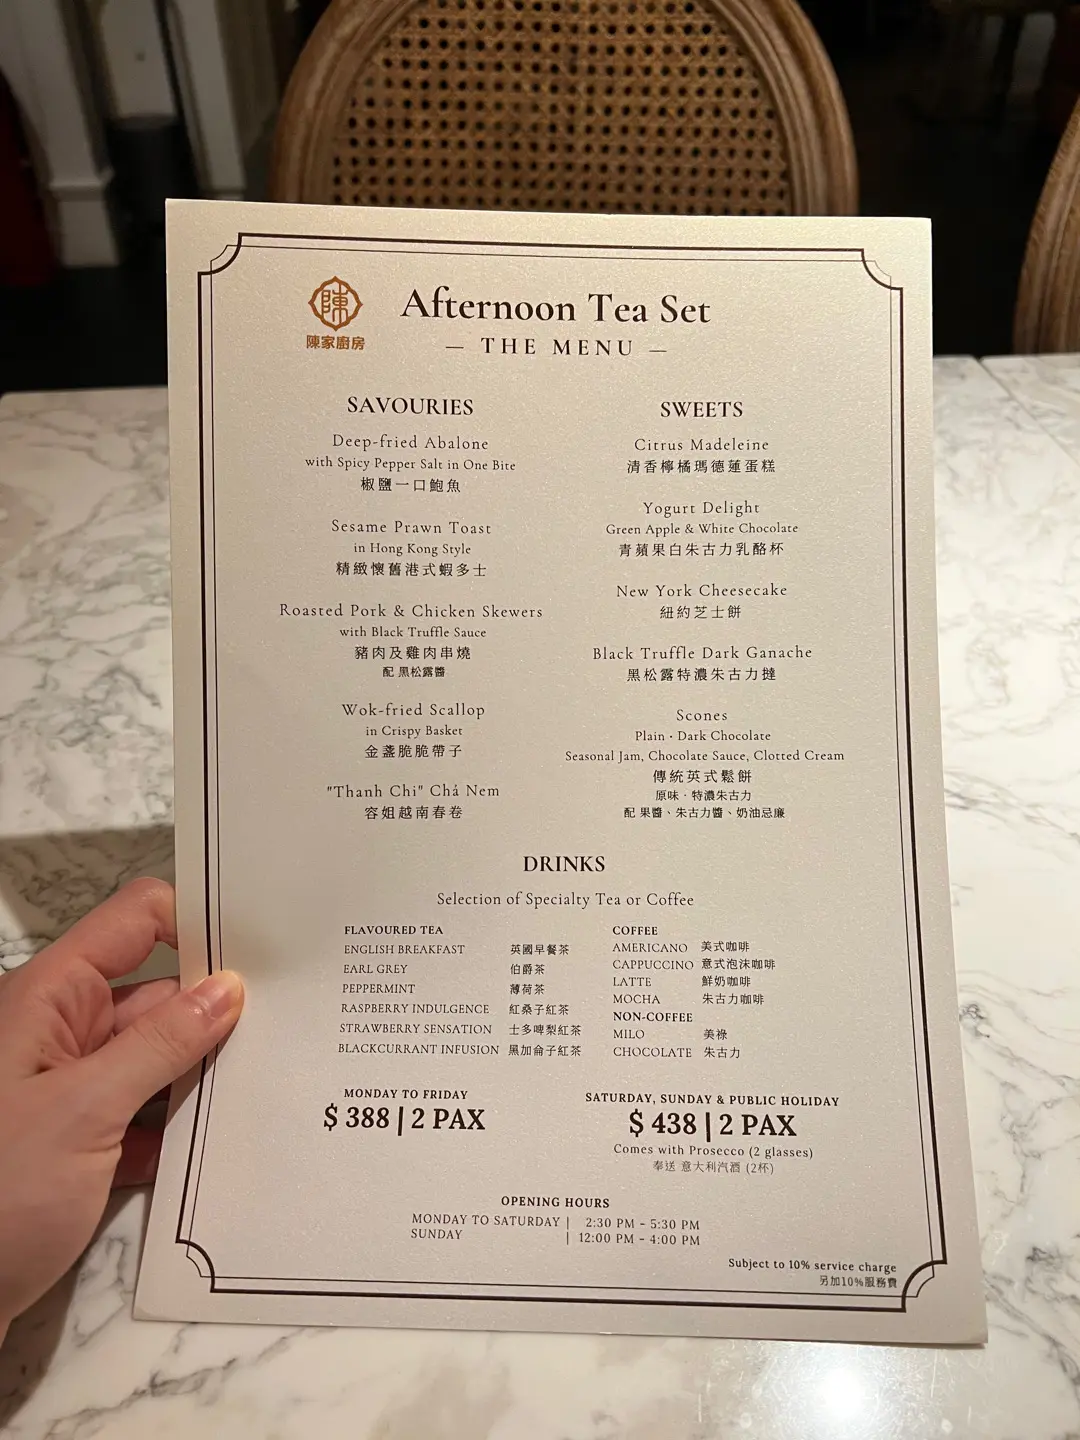 陳
陳家廚房
Afternoon Tea Set
— THE MENU —
SAVOURIES
Deep-fried Abalone
with Spicy Pepper Salt in One Bite
椒鹽一口鮑魚
Sesame Prawn Toast
in Hong Kong Style
精緻懷舊港式蝦多士
Roasted Pork & Chicken Skewers
with Black Truffle Sauce
豬肉及雞肉串燒
配 黑松露醬
Wok-fried Scallop
in Crispy Basket
金盞脆脆帶子
"Thanh Chi" Chả Nem
容姐越南春卷
SWEETS
Citrus Madeleine
清香檸橘瑪德蓮蛋糕
Yogurt Delight
Green Apple & White Chocolate
青蘋果白朱古力乳酪杯
New York Cheesecake
紐約芝士餅
Black Truffle Dark Ganache
黑松露特濃朱古力撻
Scones
Plain · Dark Chocolate
Seasonal Jam, Chocolate Sauce, Clotted Cream
傳統英式鬆餅
原味 · 特濃朱古力
配 果醬、朱古力醬、奶油忌廉
DRINKS
Selection of Specialty Tea or Coffee
FLAVOURED TEA
ENGLISH BREAKFAST 英國早餐茶
EARL GREY 伯爵茶
PEPPERMINT 薄荷茶
RASPBERRY INDULGENCE 紅桑子紅茶
STRAWBERRY SENSATION 士多啤梨紅茶
BLACKCURRANT INFUSION 黑加侖子紅茶
COFFEE
AMERICANO 美式咖啡
CAPPUCCINO 意式泡沫咖啡
LATTE 鮮奶咖啡
MOCHA 朱古力咖啡
NON-COFFEE
MILO 美祿
CHOCOLATE 朱古力
MONDAY TO FRIDAY
$ 388 | 2 PAX
SATURDAY, SUNDAY & PUBLIC HOLIDAY
$ 438 | 2 PAX
Comes with Prosecco (2 glasses)
奉送 意大利汽酒 (2杯)
OPENING HOURS
MONDAY TO SATURDAY | 2:30 PM - 5:30 PM
SUNDAY | 12:00 PM - 4:00 PM
Subject to 10% service charge
另加10%服務費